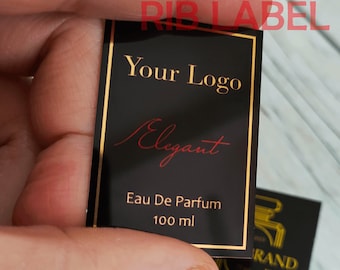 RIB LABEL
Your Logo
Elegant
Eau De Parfum
100 ml
RAND